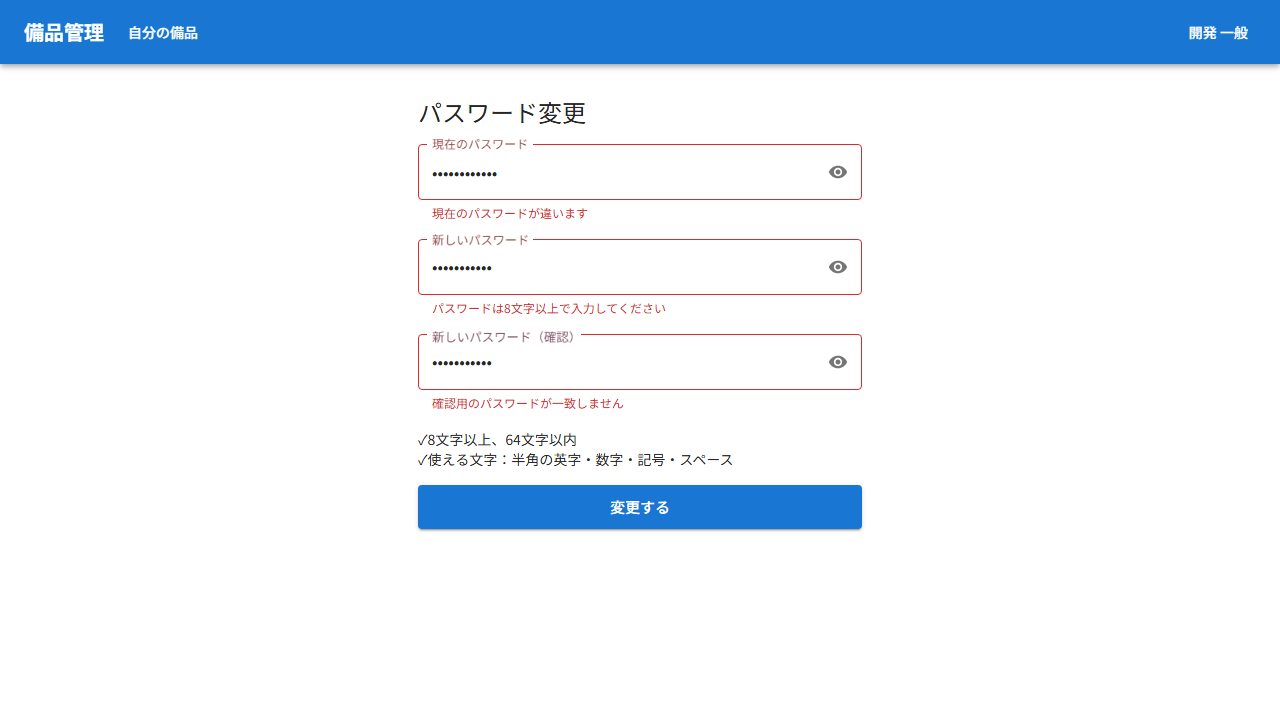 備品管理 自分の備品 開発 一般
パスワード変更
現在のパスワード
••••••••••••
現在のパスワードが違います
新しいパスワード
•••••••••••
パスワードは8文字以上で入力してください
新しいパスワード（確認）
•••••••••••
確認用のパスワードが一致しません
✓8文字以上、64文字以内
✓使える文字：半角の英字・数字・記号・スペース
変更する